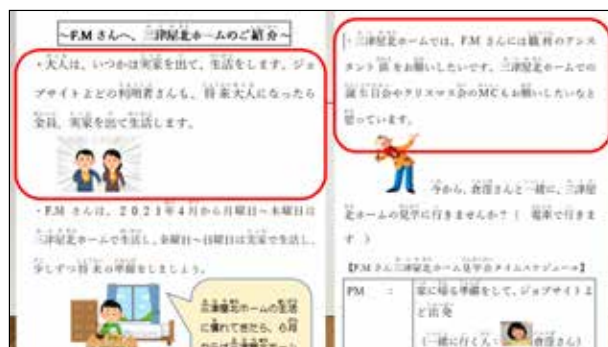 ～F.Mさんへ、三津屋北ホームのご紹介～
・大人は、いつかは実家を出て、生活をします。ジョ
ブサイトよどの利用者さんも、将来大人になったら
全員、実家を出て生活します。
・F.Mさんは、2021年4月から月曜日～木曜日は
三津屋北ホームで生活し、金曜日～日曜日は実家で生活し、
少しずつ将来の準備をしましょう。
三津屋北ホームの生活
に慣れてきたら、6月
・三津屋北ホームでは、F.Mさんには職員のアシス
タント係をお願いしたいです。三津屋北ホームでの
誕生日会やクリスマス会のMCもお願いしたいなと
思っています。
今から、倉窪さんと一緒に、三津屋
北ホームの見学に行きませんか？（電車で行きま
す）
【F.Mさん三津屋北ホーム見学会タイムスケジュール】
PM ： 家に帰る準備をして、ジョブサイトよ
ど出発
（一緒に行く人： 倉窪さん）